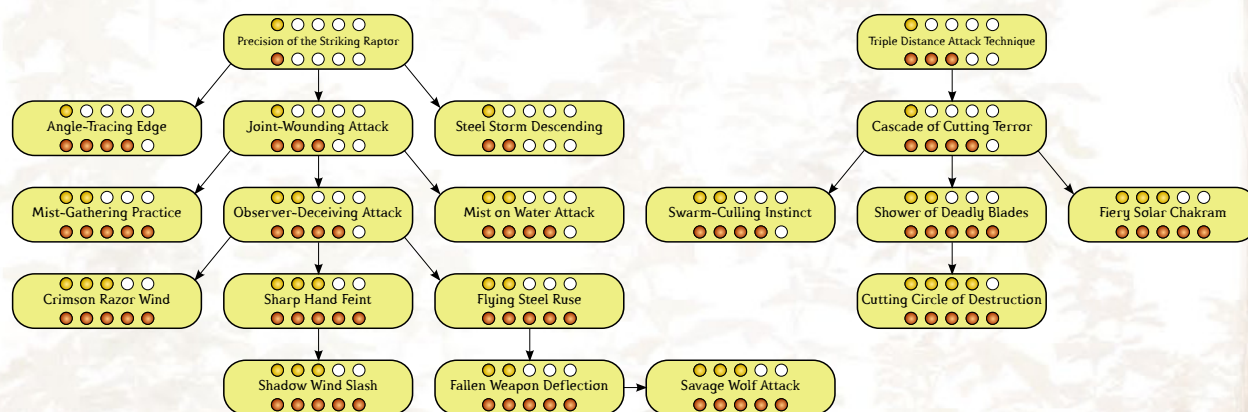 Precision of the Striking Raptor
Triple Distance Attack Technique
Angle-Tracing Edge
Joint-Wounding Attack
Steel Storm Descending
Cascade of Cutting Terror
Mist-Gathering Practice
Observer-Deceiving Attack
Mist on Water Attack
Swarm-Culling Instinct
Shower of Deadly Blades
Fiery Solar Chakram
Crimson Razor Wind
Sharp Hand Feint
Flying Steel Ruse
Cutting Circle of Destruction
Shadow Wind Slash
Fallen Weapon Deflection
Savage Wolf Attack